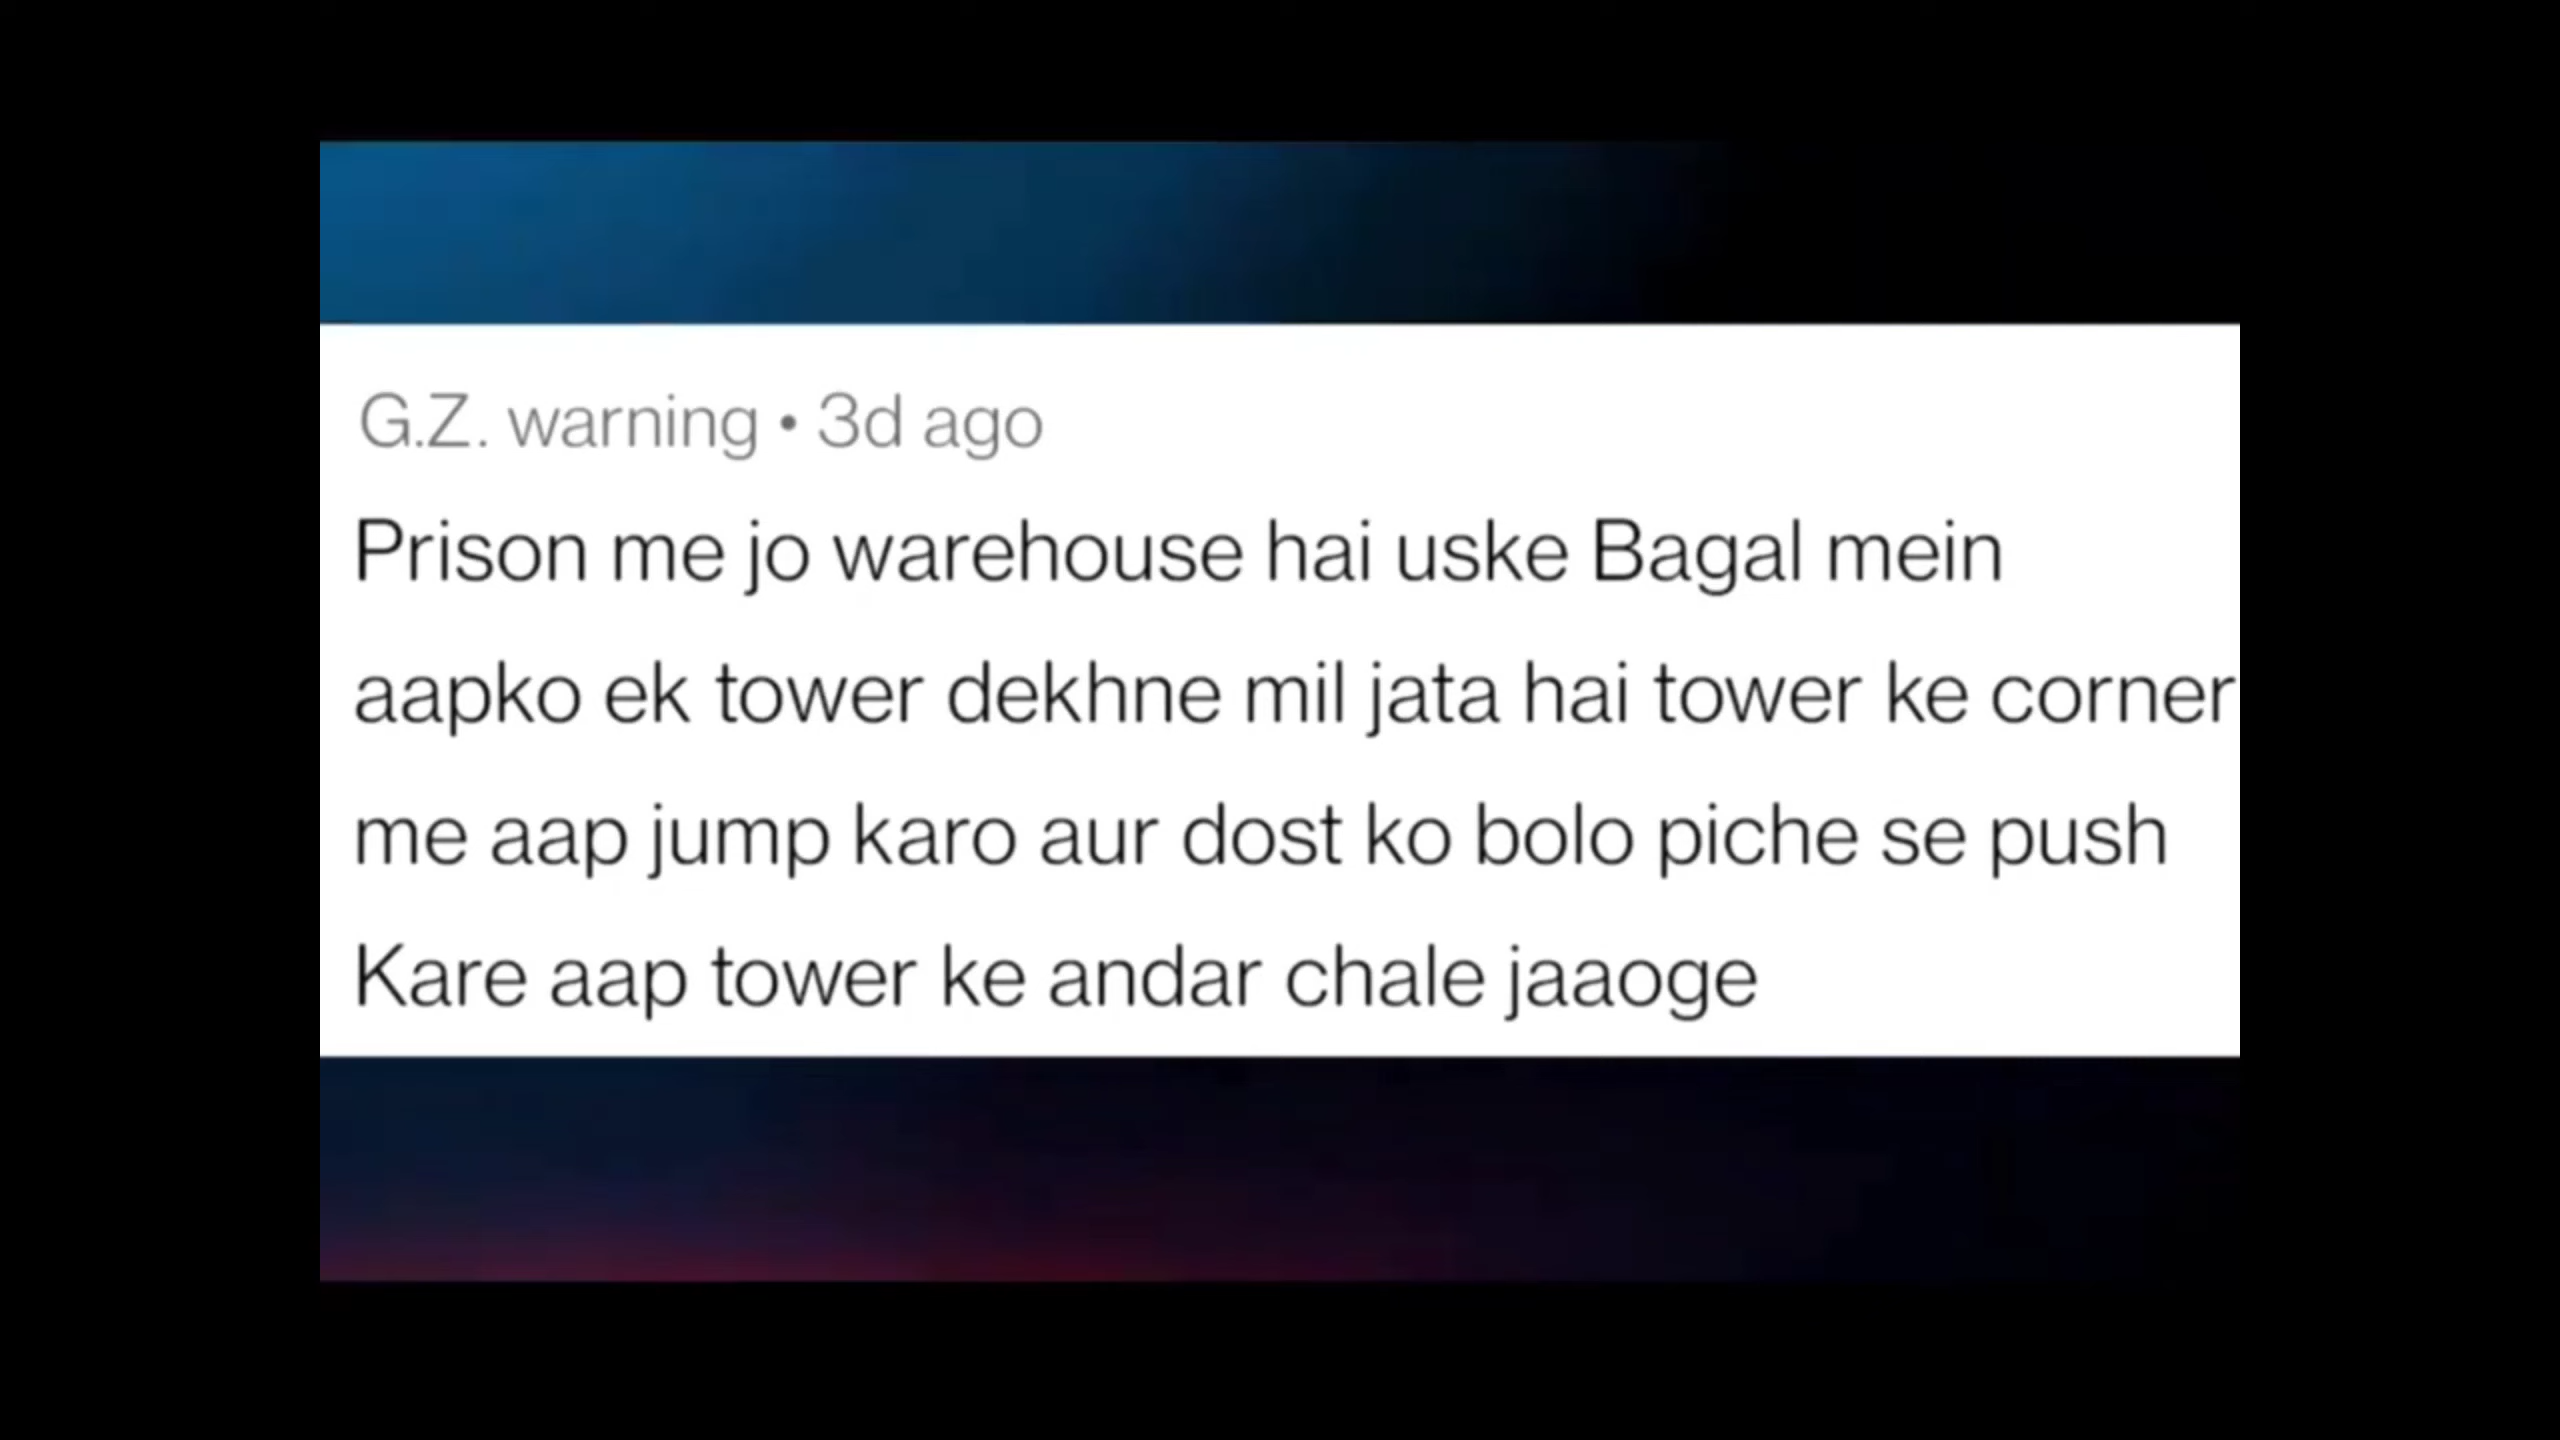 G.Z. warning • 3d ago
Prison me jo warehouse hai uske Bagal mein
aapko ek tower dekhne mil jata hai tower ke corner
me aap jump karo aur dost ko bolo piche se push
Kare aap tower ke andar chale jaaoge